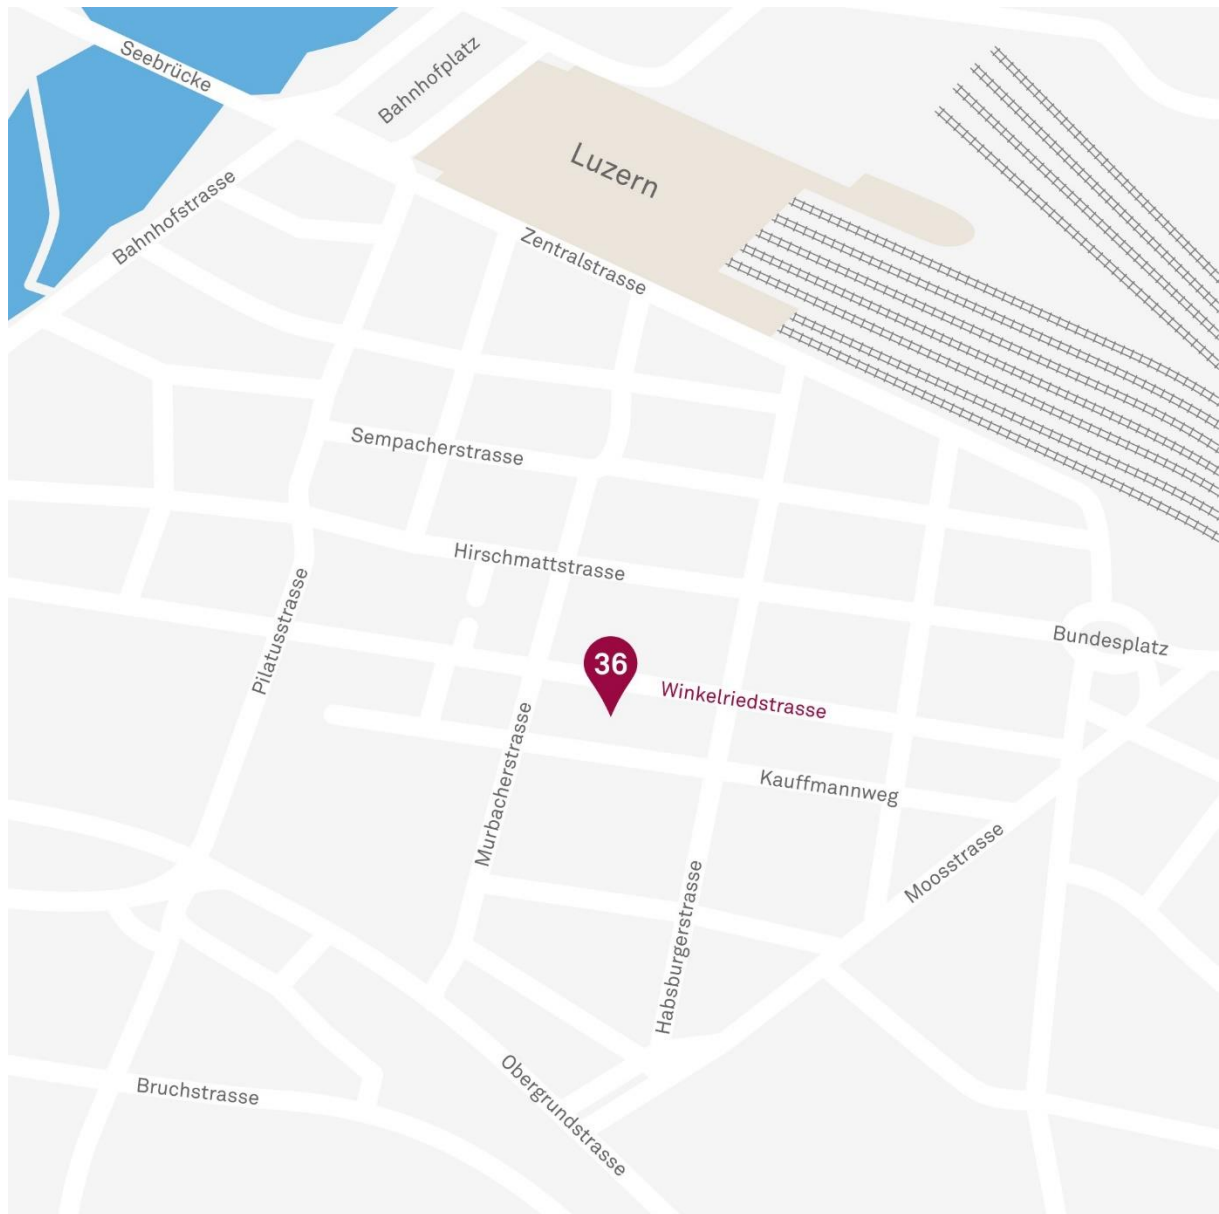 Seebrücke
Bahnhofplatz
Luzern
Bahnhofstrasse
Zentralstrasse
Sempacherstrasse
Hirschmattstrasse
Pilatusstrasse
Bundesplatz
36
Winkelriedstrasse
Murbacherstrasse
Kauffmannweg
Moosstrasse
Habsburgerstrasse
Bruchstrasse
Obergrundstrasse